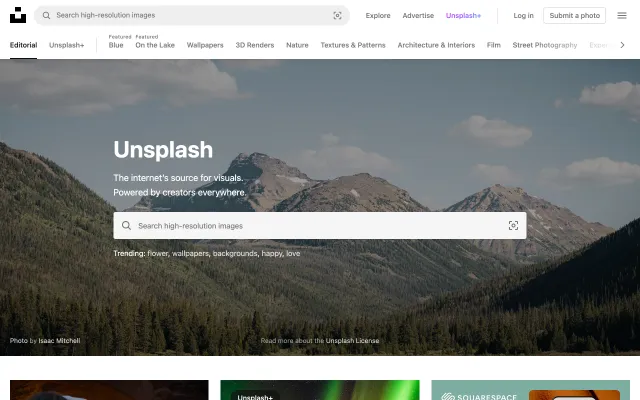 Search high-resolution images
Explore
Advertise
Unsplash+
Log in
Submit a photo
Editorial
Unsplash+
Featured
Blue
Featured
On the Lake
Wallpapers
3D Renders
Nature
Textures & Patterns
Architecture & Interiors
Film
Street Photography
Unsplash
The internet's source for visuals.
Powered by creators everywhere.
Search high-resolution images
Trending: flower, wallpapers, backgrounds, happy, love
Photo by Isaac Mitchell
Read more about the Unsplash License
Unsplash+
SQUARESPACE